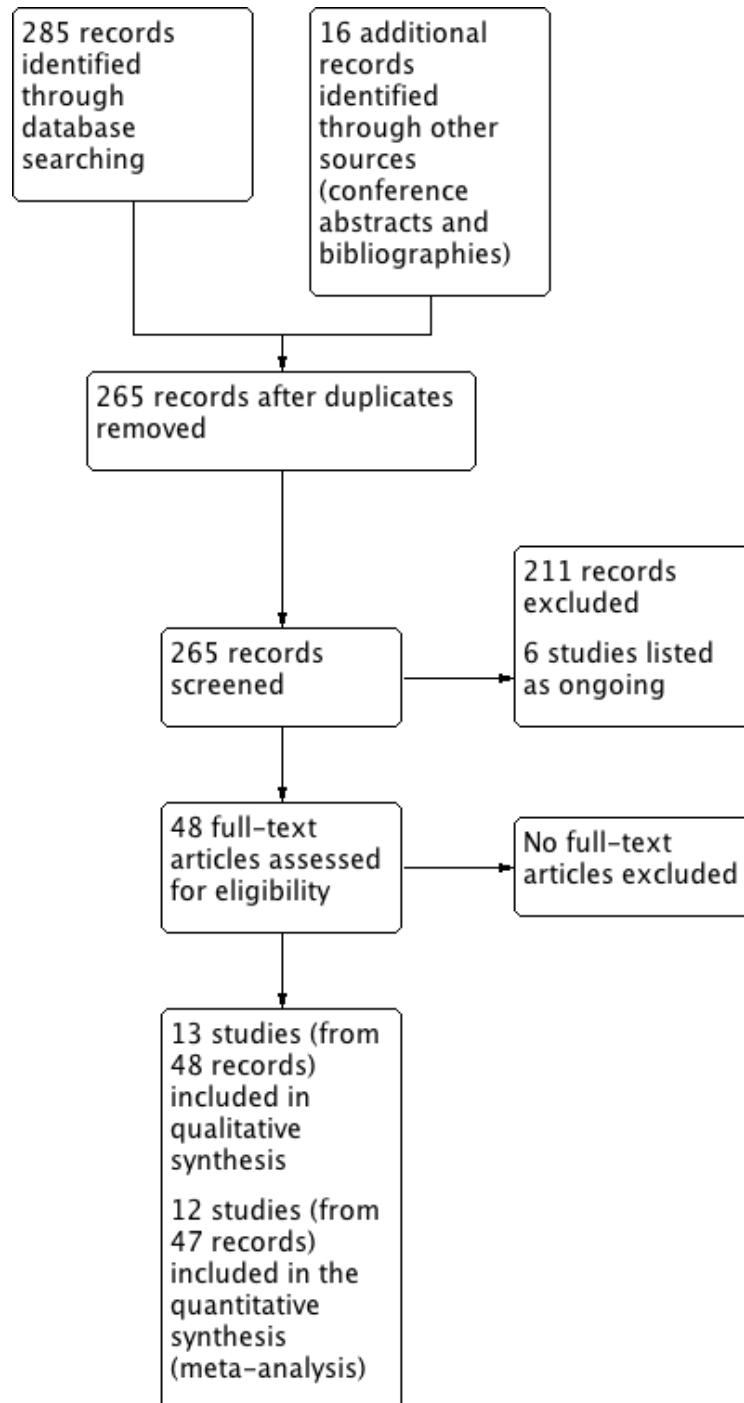 285 records
identified
through
database
searching
16 additional
records
identified
through other
sources
(conference
abstracts and
bibliographies)
265 records after duplicates
removed
211 records
excluded
6 studies listed
as ongoing
265 records
screened
48 full-text
articles assessed
for eligibility
No full-text
articles excluded
13 studies (from
48 records)
included in
qualitative
synthesis
12 studies (from
47 records)
included in the
quantitative
synthesis
(meta-analysis)